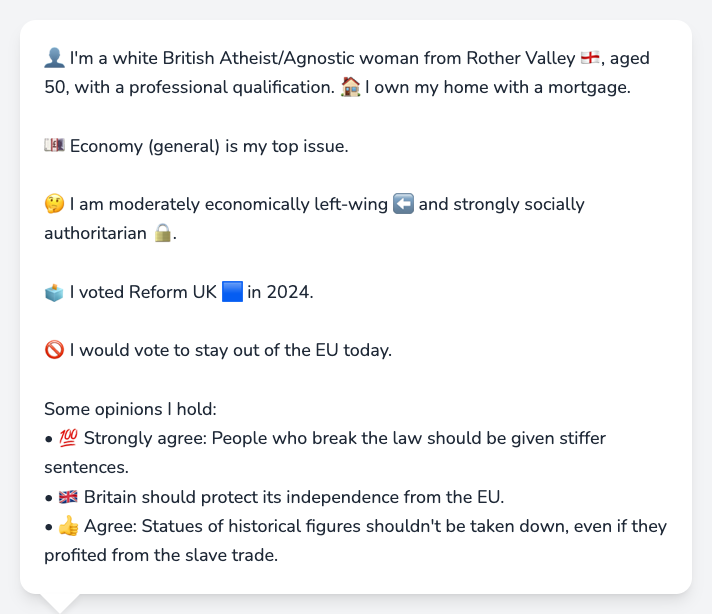 👤 I'm a white British Atheist/Agnostic woman from Rother Valley 🏴󠁧󠁢󠁥󠁮󠁧󠁿, aged
50, with a professional qualification. 🏠 I own my home with a mortgage.
💷 Economy (general) is my top issue.
🤔 I am moderately economically left-wing ⬅️ and strongly socially
authoritarian 🔒.
🗳️ I voted Reform UK 🟦 in 2024.
🚫 I would vote to stay out of the EU today.
Some opinions I hold:
• 💯 Strongly agree: People who break the law should be given stiffer
sentences.
• 🇬🇧 Britain should protect its independence from the EU.
• 👍 Agree: Statues of historical figures shouldn't be taken down, even if they
profited from the slave trade.